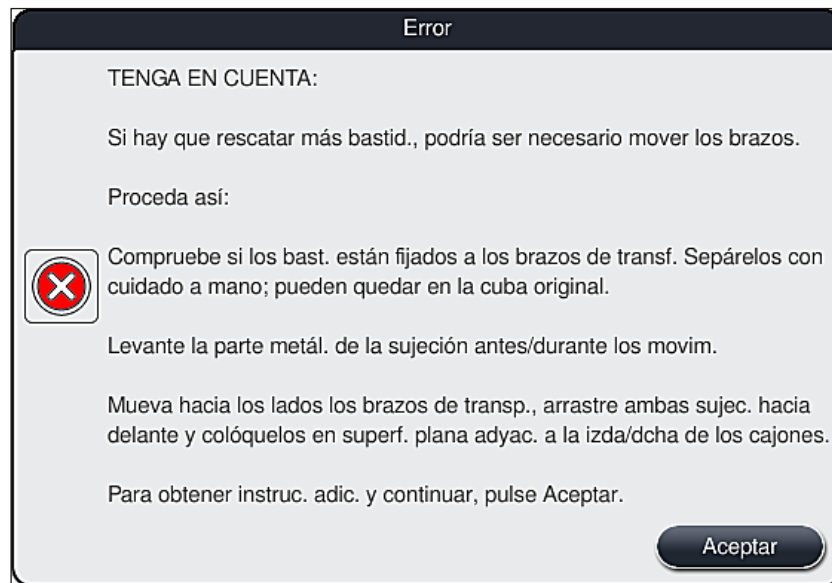 Error
TENGA EN CUENTA:
Si hay que rescatar más bastid., podría ser necesario mover los brazos.
Proceda así:
Compruebe si los bast. están fijados a los brazos de transf. Sepárelos con
cuidado a mano; pueden quedar en la cuba original.
Levante la parte metál. de la sujeción antes/durante los movim.
Mueva hacia los lados los brazos de transp., arrastre ambas sujec. hacia
delante y colóquelos en superf. plana adyac. a la izda/dcha de los cajones.
Para obtener instruc. adic. y continuar, pulse Aceptar.
Aceptar